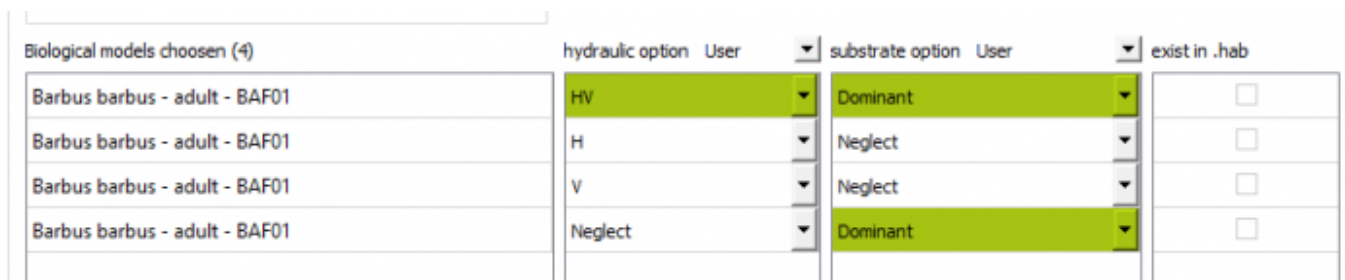 Biological models choosen (4) hydraulic option User substrate option User exist in .hab
Barbus barbus - adult - BAF01 HV Dominant
Barbus barbus - adult - BAF01 H Neglect
Barbus barbus - adult - BAF01 V Neglect
Barbus barbus - adult - BAF01 Neglect Dominant